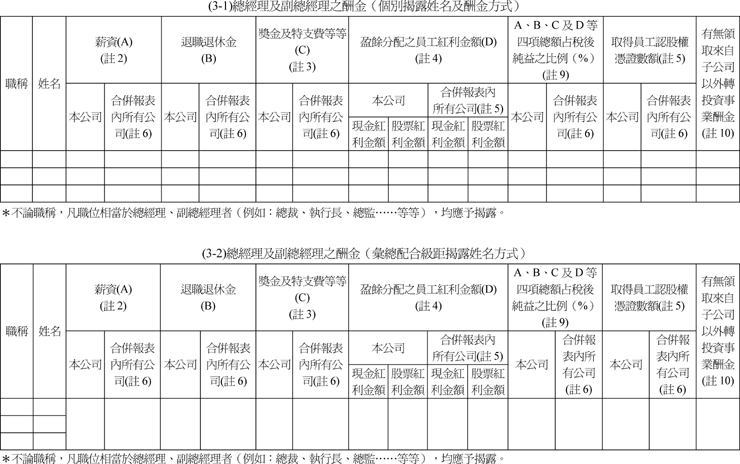 (3-1)總經理及副總經理之酬金（個別揭露姓名及酬金方式）
職稱
姓名
薪資(A)
(註 2)
退職退休金
(B)
獎金及特支費等等
(C)
(註 3)
盈餘分配之員工紅利金額(D)
(註 4)
A、B、C 及 D 等
四項總額占稅後
純益之比例（%）
(註 9)
取得員工認股權
憑證數額(註 5)
有無領
取來自
子公司
以外轉
投資事
業酬金
(註 10)
本公司
合併報表
內所有公
司(註 6)
本公司
合併報表
內所有公
司(註 6)
本公司
合併報表
內所有公
司(註 6)
本公司
合併報表內
所有公司(註 5)
本公司
合併報表
內所有公
司(註 6)
本公司
合併報表
內所有公
司(註 6)
現金紅
利金額
股票紅
利金額
現金紅
利金額
股票紅
利金額
＊不論職稱，凡職位相當於總經理、副總經理者（例如：總裁、執行長、總監……等等），均應予揭露。
(3-2)總經理及副總經理之酬金（彙總配合級距揭露姓名方式）
職稱
姓名
薪資(A)
(註 2)
退職退休金
(B)
獎金及特支費等等
(C)
(註 3)
盈餘分配之員工紅利金額(D)
(註 4)
A、B、C 及 D 等
四項總額占稅後
純益之比例（%）
(註 9)
取得員工認股權
憑證數額(註 5)
有無領
取來自
子公司
以外轉
投資事
業酬金
(註 10)
本公司
合併報表
內所有公
司(註 6)
本公司
合併報表
內所有公
司(註 6)
本公司
合併報表
內所有公
司(註 6)
本公司
合併報表內
所有公司(註 5)
本公司
合併報
表內所
有公司
(註 6)
本公司
合併報
表內所
有公司
(註 6)
現金紅
利金額
股票紅
利金額
現金紅
利金額
股票紅
利金額
＊不論職稱，凡職位相當於總經理、副總經理者（例如：總裁、執行長、總監……等等），均應予揭露。